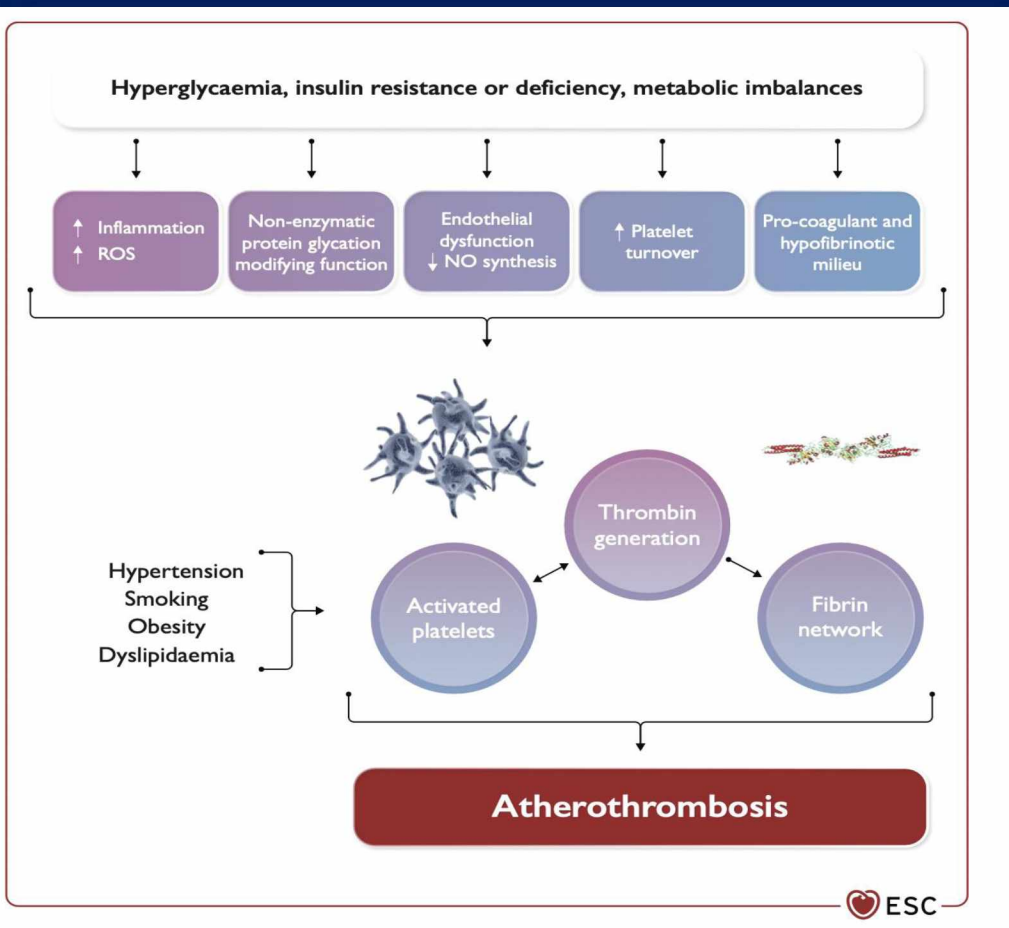 Hyperglycaemia, insulin resistance or deficiency, metabolic imbalances
↑ Inflammation
↑ ROS
Non-enzymatic
protein glycation
modifying function
Endothelial
dysfunction
↓ NO synthesis
↑ Platelet
turnover
Pro-coagulant and
hypofibrinotic
milieu
Thrombin
generation
Hypertension
Smoking
Obesity
Dyslipidaemia
Activated
platelets
Fibrin
network
Atherothrombosis
ESC